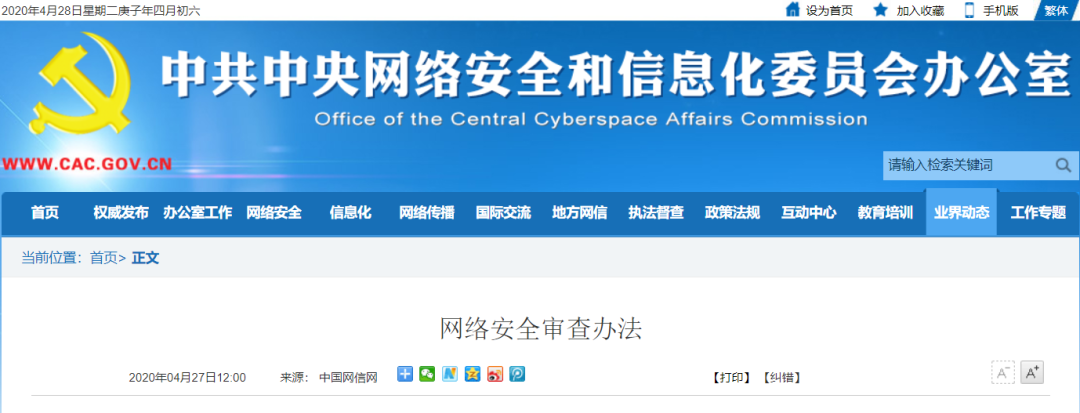 2020年4月28日星期二庚子年四月初六 设为首页 加入收藏 手机版 繁体
中共中央网络安全和信息化委员会办公室
Office of the Central Cyberspace Affairs Commission
WWW.CAC.GOV.CN
请输入检索关键词
首页 权威发布 办公室工作 网络安全 信息化 网络传播 国际交流 地方网信 执法督查 政策法规 互动中心 教育培训 业界动态 工作专题
当前位置：首页> 正文
网络安全审查办法
2020年04月27日12:00 来源： 中国网信网 【打印】【纠错】 A- A+